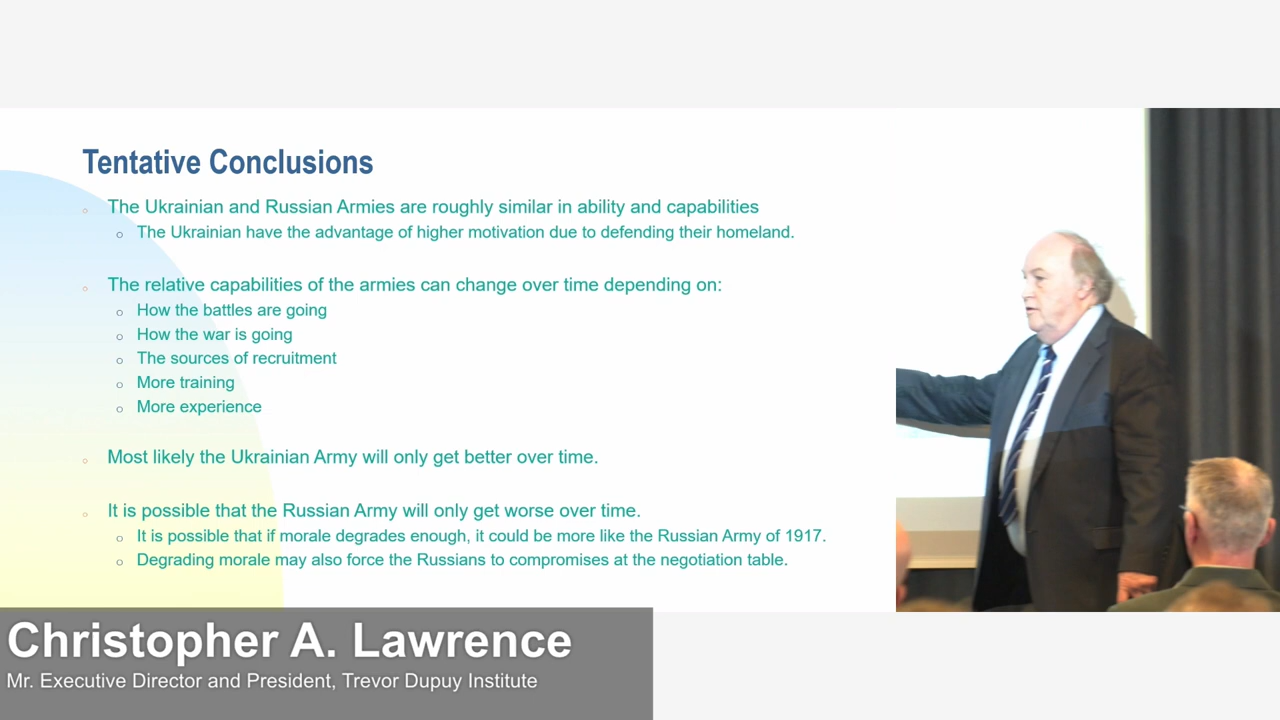 Tentative Conclusions
The Ukrainian and Russian Armies are roughly similar in ability and capabilities
The Ukrainian have the advantage of higher motivation due to defending their homeland.
The relative capabilities of the armies can change over time depending on:
How the battles are going
How the war is going
The sources of recruitment
More training
More experience
Most likely the Ukrainian Army will only get better over time.
It is possible that the Russian Army will only get worse over time.
It is possible that if morale degrades enough, it could be more like the Russian Army of 1917.
Degrading morale may also force the Russians to compromises at the negotiation table.
Christopher A. Lawrence
Mr. Executive Director and President, Trevor Dupuy Institute